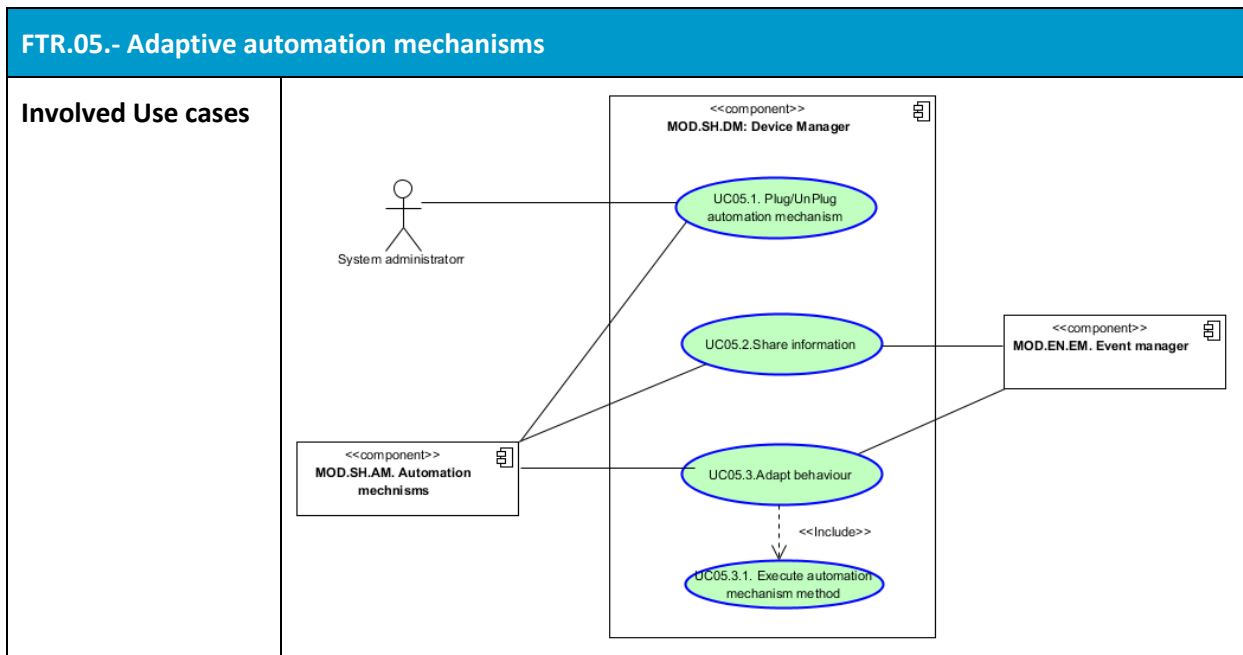 FTR.05.- Adaptive automation mechanisms
Involved Use cases
<<component>>
MOD.SH.DM: Device Manager
UC05.1. Plug/UnPlug
automation mechanism
System administratorr
UC05.2.Share information
<<component>>
MOD.EN.EM. Event manager
<<component>>
MOD.SH.AM. Automation
mechnisms
UC05.3.Adapt behaviour
<<Include>>
UC05.3.1. Execute automation
mechanism method